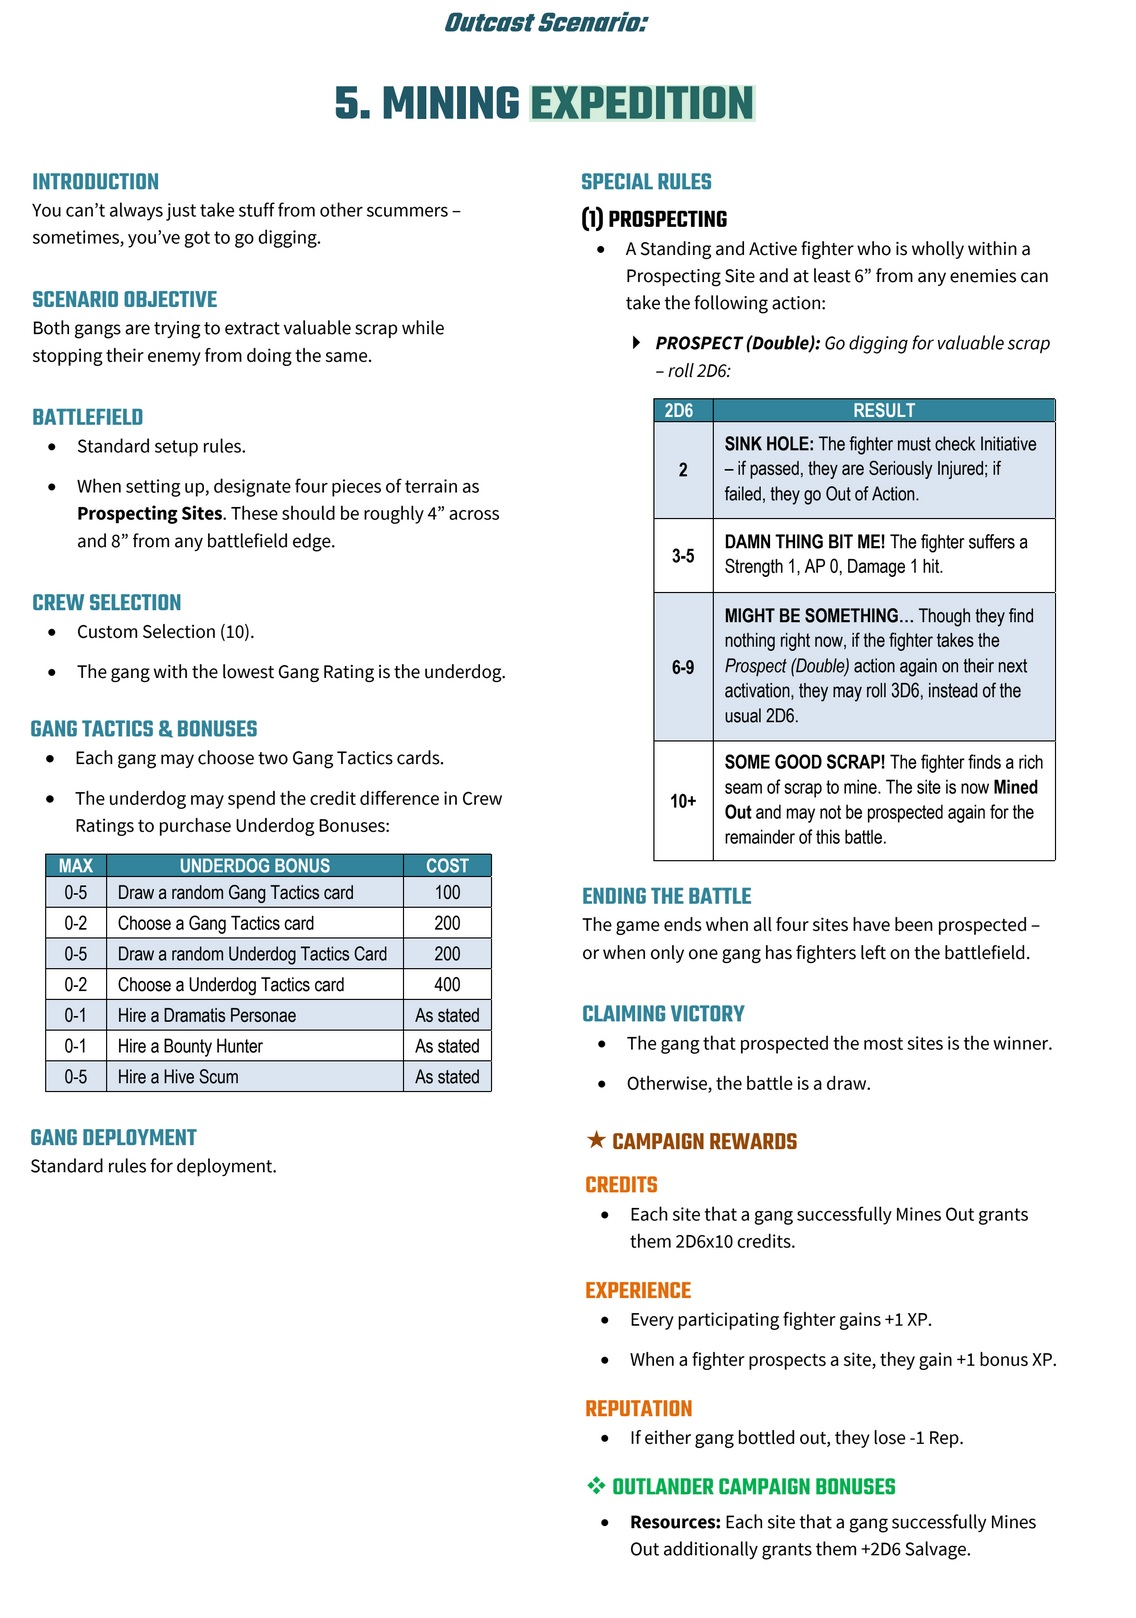 Outcast Scenario:
5. MINING EXPEDITION
INTRODUCTION
You can’t always just take stuff from other scummers –
sometimes, you’ve got to go digging.
SCENARIO OBJECTIVE
Both gangs are trying to extract valuable scrap while
stopping their enemy from doing the same.
BATTLEFIELD
• Standard setup rules.
• When setting up, designate four pieces of terrain as
Prospecting Sites. These should be roughly 4” across
and 8” from any battlefield edge.
CREW SELECTION
• Custom Selection (10).
• The gang with the lowest Gang Rating is the underdog.
GANG TACTICS & BONUSES
• Each gang may choose two Gang Tactics cards.
• The underdog may spend the credit difference in Crew
Ratings to purchase Underdog Bonuses:
MAX UNDERDOG BONUS COST
0-5 Draw a random Gang Tactics card 100
0-2 Choose a Gang Tactics card 200
0-5 Draw a random Underdog Tactics Card 200
0-2 Choose a Underdog Tactics card 400
0-1 Hire a Dramatis Personae As stated
0-1 Hire a Bounty Hunter As stated
0-5 Hire a Hive Scum As stated
GANG DEPLOYMENT
Standard rules for deployment.
SPECIAL RULES
(1) PROSPECTING
• A Standing and Active fighter who is wholly within a
Prospecting Site and at least 6” from any enemies can
take the following action:
PROSPECT (Double): Go digging for valuable scrap
– roll 2D6:
2D6 RESULT
2 SINK HOLE: The fighter must check Initiative
– if passed, they are Seriously Injured; if
failed, they go Out of Action.
3-5 DAMN THING BIT ME! The fighter suffers a
Strength 1, AP 0, Damage 1 hit.
6-9 MIGHT BE SOMETHING… Though they find
nothing right now, if the fighter takes the
Prospect (Double) action again on their next
activation, they may roll 3D6, instead of the
usual 2D6.
10+ SOME GOOD SCRAP! The fighter finds a rich
seam of scrap to mine. The site is now Mined
Out and may not be prospected again for the
remainder of this battle.
ENDING THE BATTLE
The game ends when all four sites have been prospected –
or when only one gang has fighters left on the battlefield.
CLAIMING VICTORY
• The gang that prospected the most sites is the winner.
• Otherwise, the battle is a draw.
★ CAMPAIGN REWARDS
CREDITS
• Each site that a gang successfully Mines Out grants
them 2D6x10 credits.
EXPERIENCE
• Every participating fighter gains +1 XP.
• When a fighter prospects a site, they gain +1 bonus XP.
REPUTATION
• If either gang bottled out, they lose -1 Rep.
❖ OUTLANDER CAMPAIGN BONUSES
• Resources: Each site that a gang successfully Mines
Out additionally grants them +2D6 Salvage.